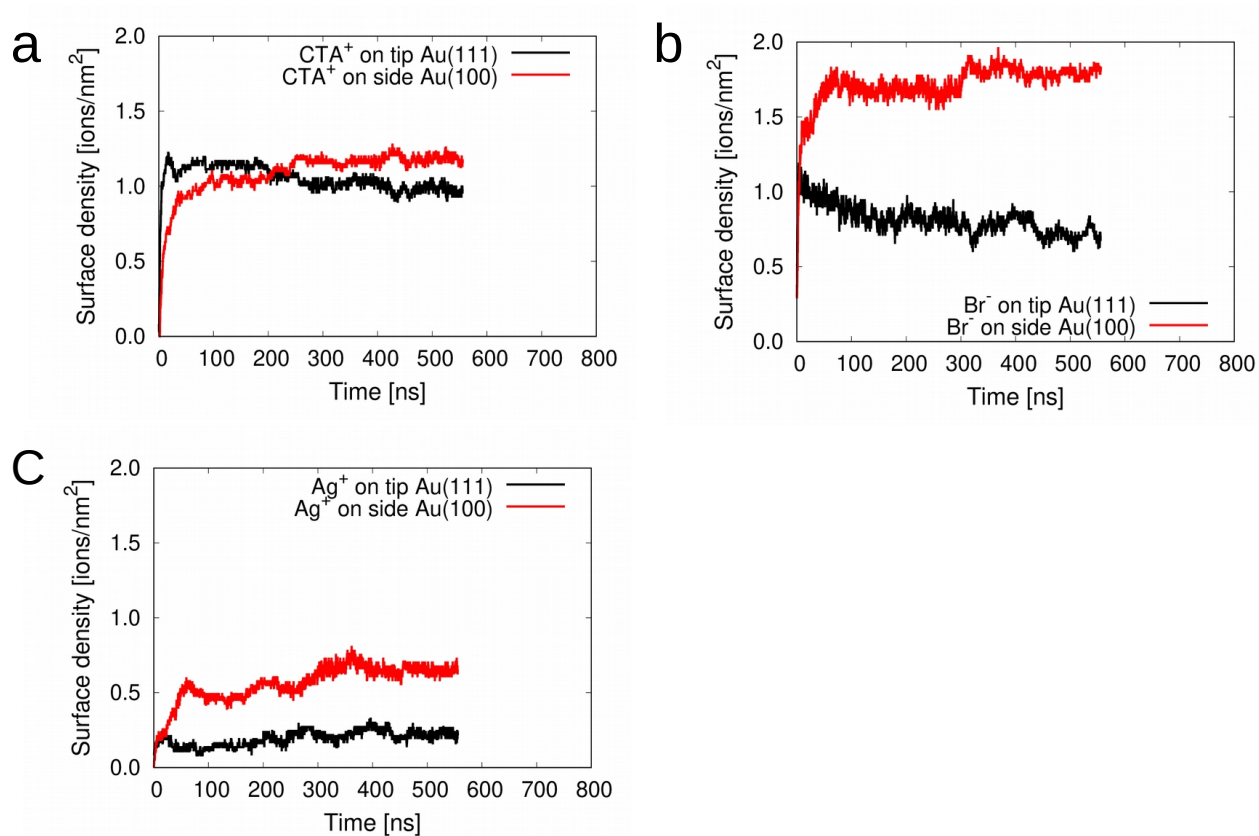 a
Surface density [ions/nm²]
2.0
1.5
1.0
0.5
0.0
CTA⁺ on tip Au(111)
CTA⁺ on side Au(100)
0 100 200 300 400 500 600 700 800
Time [ns]
b
Surface density [ions/nm²]
2.0
1.5
1.0
0.5
0.0
Br⁻ on tip Au(111)
Br⁻ on side Au(100)
0 100 200 300 400 500 600 700 800
Time [ns]
C
Surface density [ions/nm²]
2.0
1.5
1.0
0.5
0.0
Ag⁺ on tip Au(111)
Ag⁺ on side Au(100)
0 100 200 300 400 500 600 700 800
Time [ns]